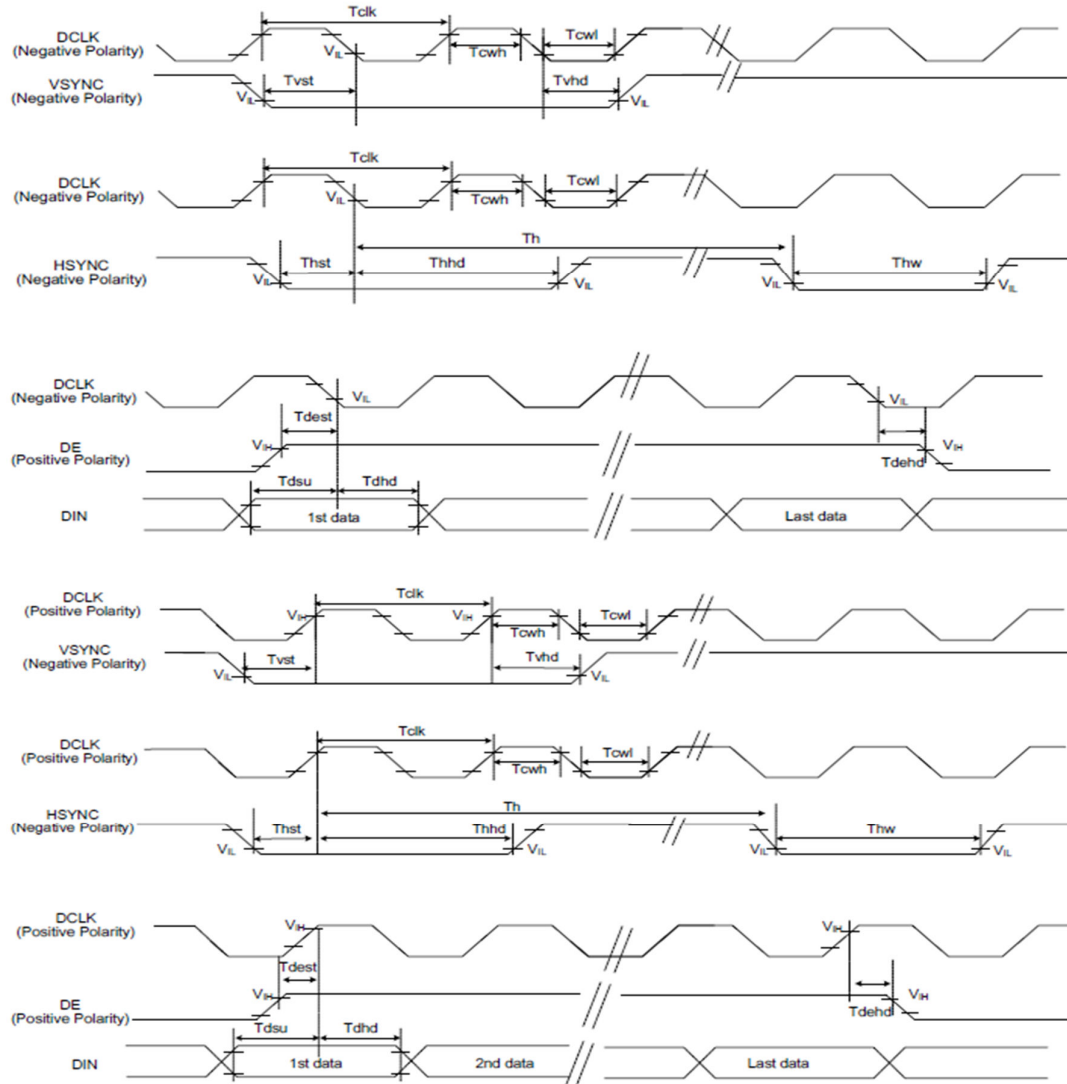 Tclk
DCLK
(Negative Polarity)
VIL
Tcwh
Tcwl
VSYNC
(Negative Polarity)
VIL
Tvst
Tvhd
VIL
Tclk
DCLK
(Negative Polarity)
VIL
Tcwh
Tcwl
Th
HSYNC
(Negative Polarity)
VIL
Thst
Thhd
VIL
VIL
Thw
VIL
DCLK
(Negative Polarity)
VIL
VIL
Tdest
DE
(Positive Polarity)
VIH
Tdehd
VIH
Tdsu
Tdhd
DIN
1st data
Last data
Tclk
DCLK
(Positive Polarity)
VIH
VIH
Tcwh
Tcwl
VSYNC
(Negative Polarity)
VIL
Tvst
Tvhd
VIL
Tclk
DCLK
(Positive Polarity)
Tcwh
Tcwl
Th
HSYNC
(Negative Polarity)
VIL
Thst
Thhd
VIL
VIL
Thw
VIL
DCLK
(Positive Polarity)
VIH
VIH
Tdest
DE
(Positive Polarity)
VIH
Tdehd
VIH
Tdsu
Tdhd
DIN
1st data
2nd data
Last data